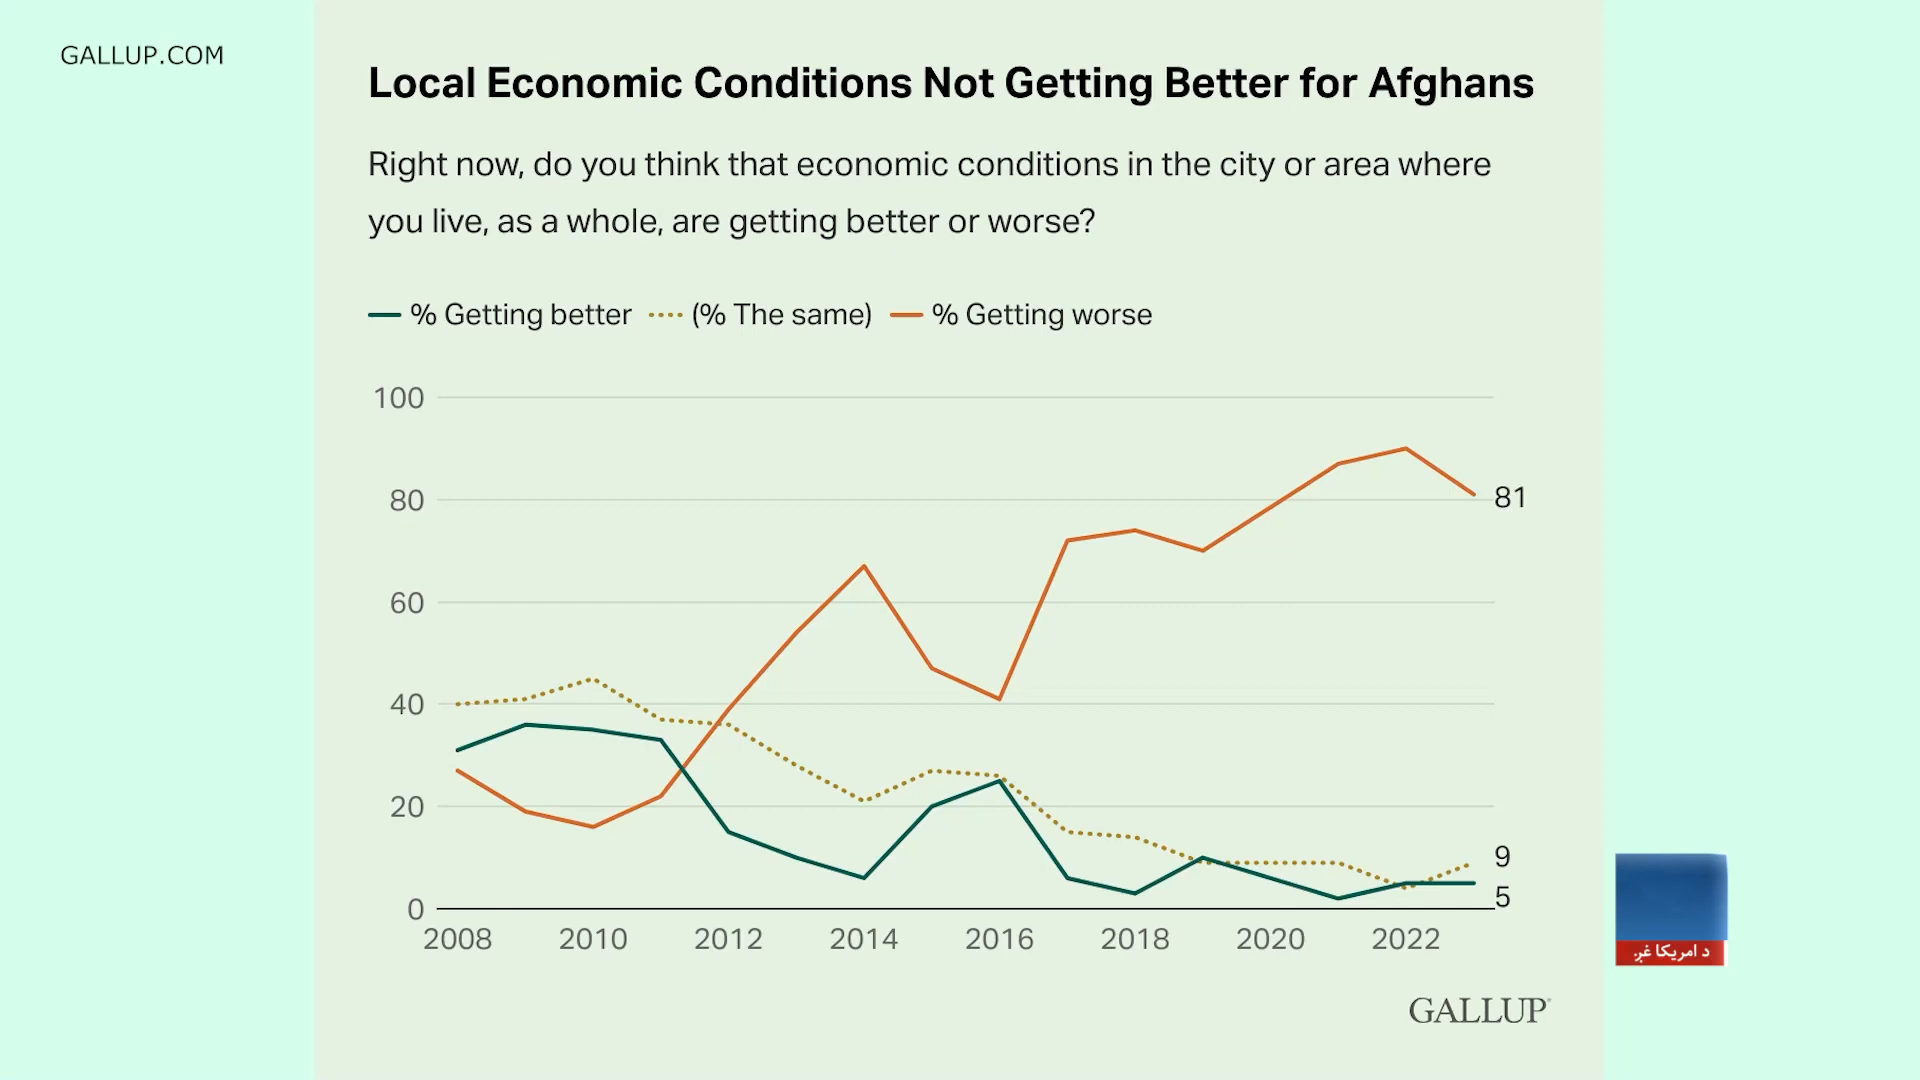 GALLUP.COM
Local Economic Conditions Not Getting Better for Afghans
Right now, do you think that economic conditions in the city or area where
you live, as a whole, are getting better or worse?
% Getting better (% The same) % Getting worse
100
80
60
40
20
0
81
9
5
2008 2010 2012 2014 2016 2018 2020 2022
د امریکا غږ
GALLUP